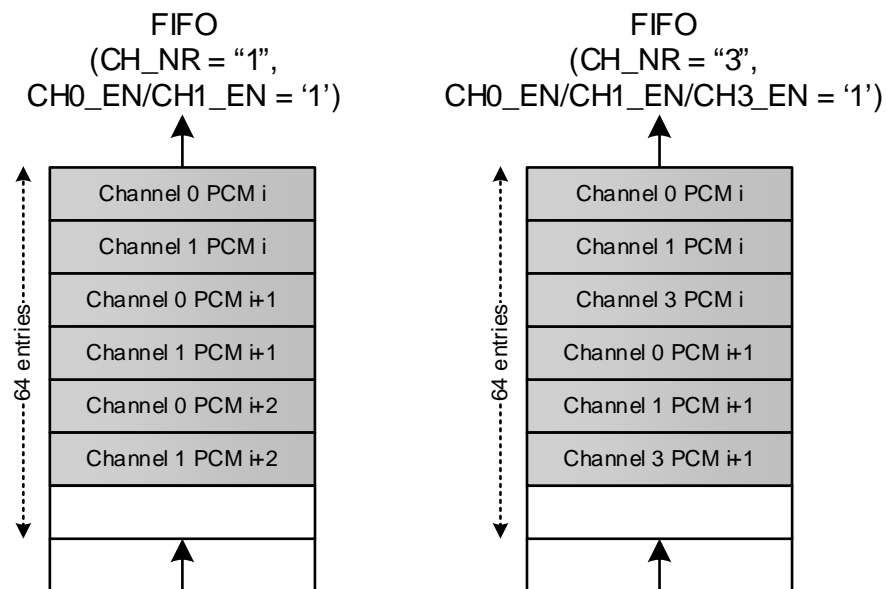 FIFO
(CH_NR = “1”,
CH0_EN/CH1_EN = ‘1’)
64 entries
Channel 0 PCM i
Channel 1 PCM i
Channel 0 PCM i+1
Channel 1 PCM i+1
Channel 0 PCM i+2
Channel 1 PCM i+2
FIFO
(CH_NR = “3”,
CH0_EN/CH1_EN/CH3_EN = ‘1’)
64 entries
Channel 0 PCM i
Channel 1 PCM i
Channel 3 PCM i
Channel 0 PCM i+1
Channel 1 PCM i+1
Channel 3 PCM i+1